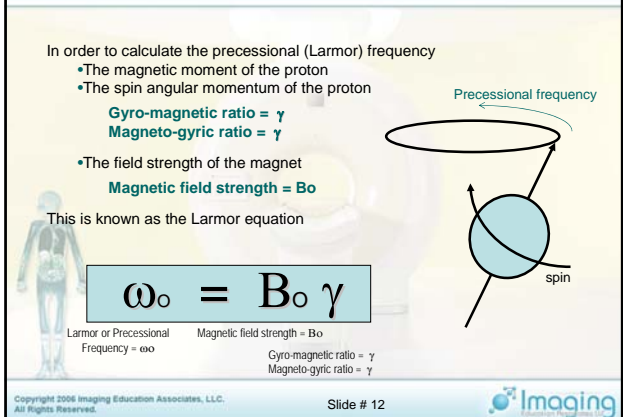 In order to calculate the precessional (Larmor) frequency
•The magnetic moment of the proton
•The spin angular momentum of the proton
Precessional frequency
Gyro-magnetic ratio = γ
Magneto-gyric ratio = γ
•The field strength of the magnet
Magnetic field strength = Bo
This is known as the Larmor equation
spin
ωo = Bo γ
Larmor or Precessional
Frequency = ωo
Magnetic field strength = Bo
Gyro-magnetic ratio = γ
Magneto-gyric ratio = γ
Copyright 2006 Imaging Education Associates, LLC.
All Rights Reserved.
Slide # 12
Imaging
Education Associates, LLC